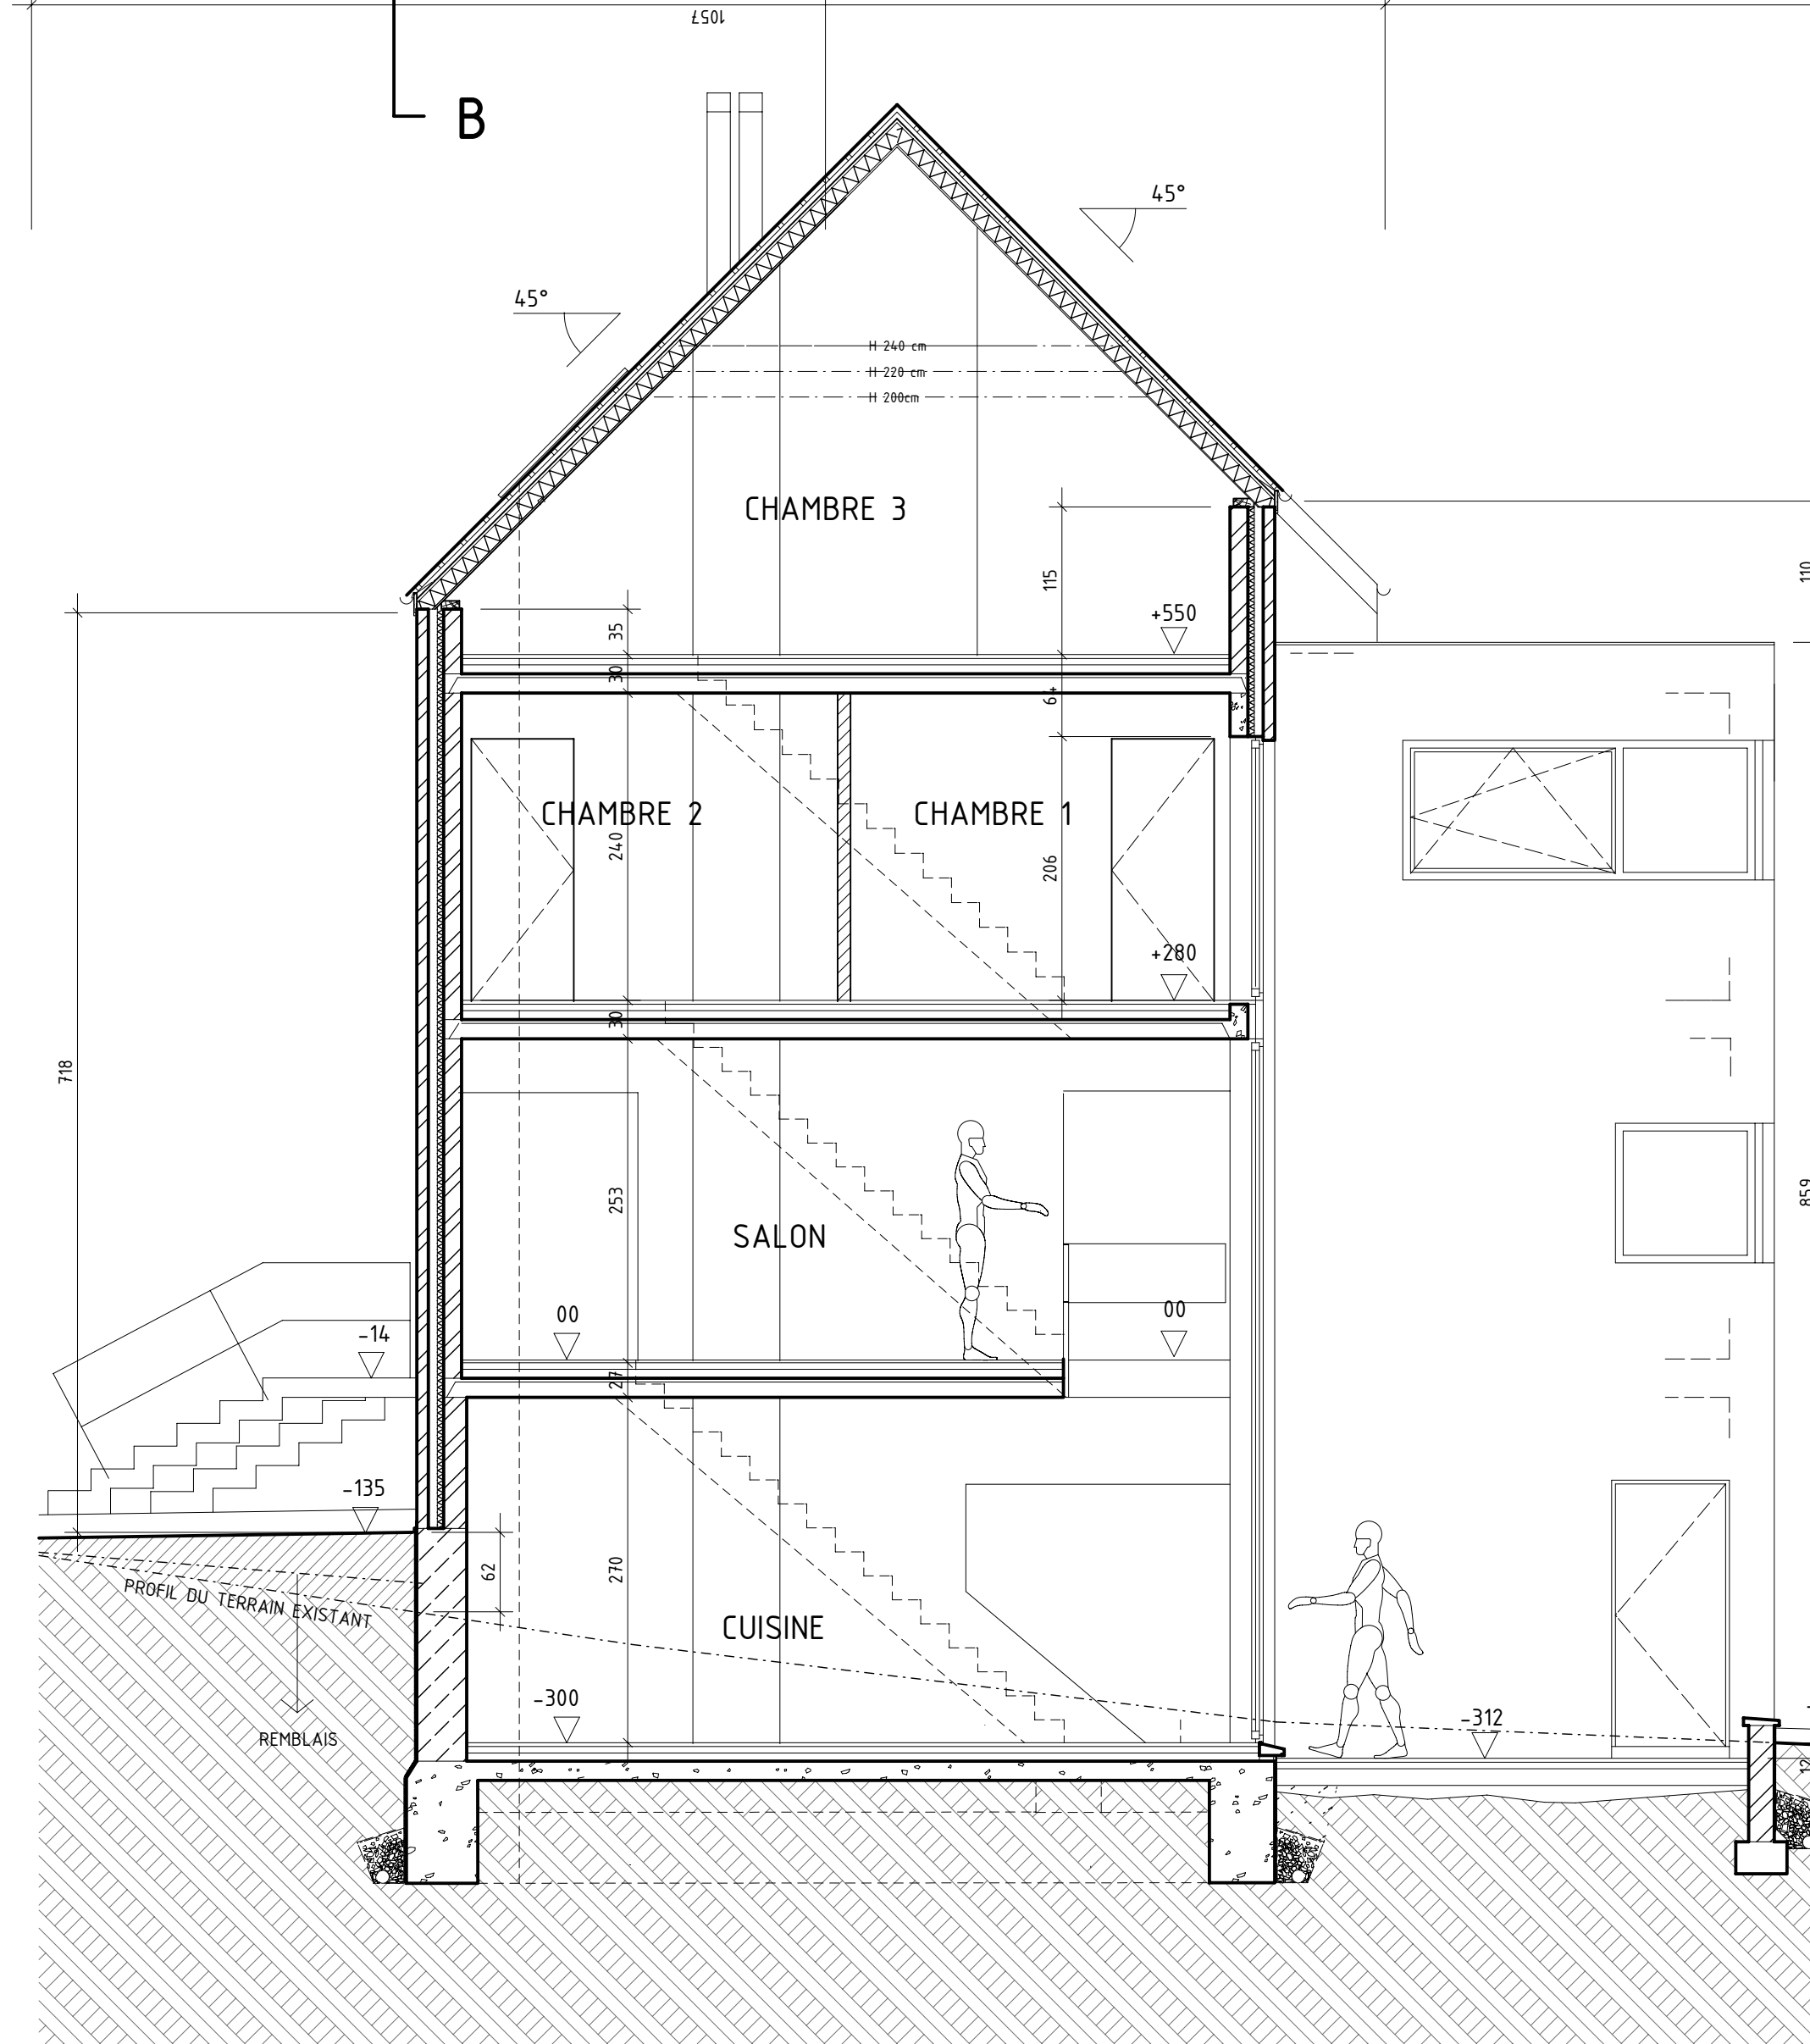 1057
B
45°
45°
H 240 cm
H 220 cm
H 200cm
CHAMBRE 3
115
110
+550
35
30
64
CHAMBRE 2
CHAMBRE 1
240
206
+280
30
718
253
859
SALON
00
00
-14
27
-135
62
270
PROFIL DU TERRAIN EXISTANT
CUISINE
-300
-312
REMBLAIS